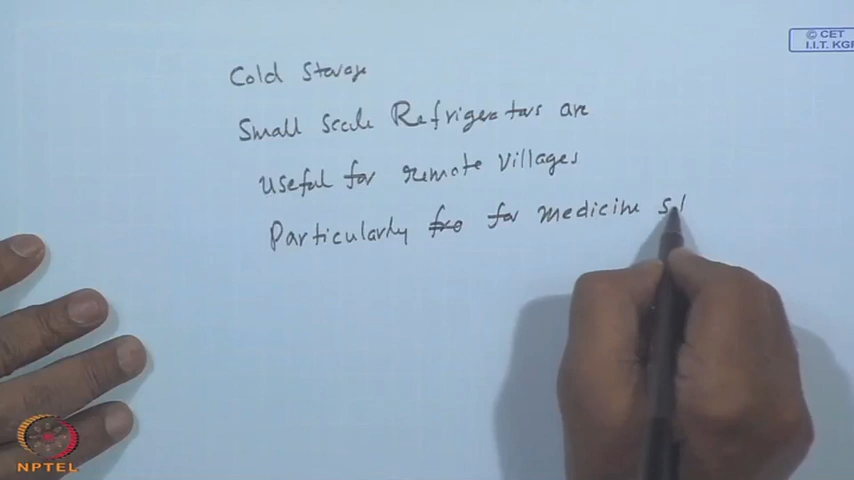 © CET
I.I.T. KGP
Cold Storage
Small Scale Refrigerators are
Useful for remote villages
Particularly for medicine
NPTEL